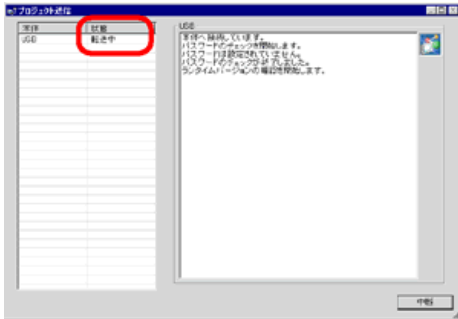 プロジェクト送信
本体
状態
USB
転送中
USB
本体へ接続しています。
パスワードのチェックを開始します。
パスワードは設定されていません。
パスワードのチェックが終了しました。
ランタイムバージョンの確認を開始します。
中断